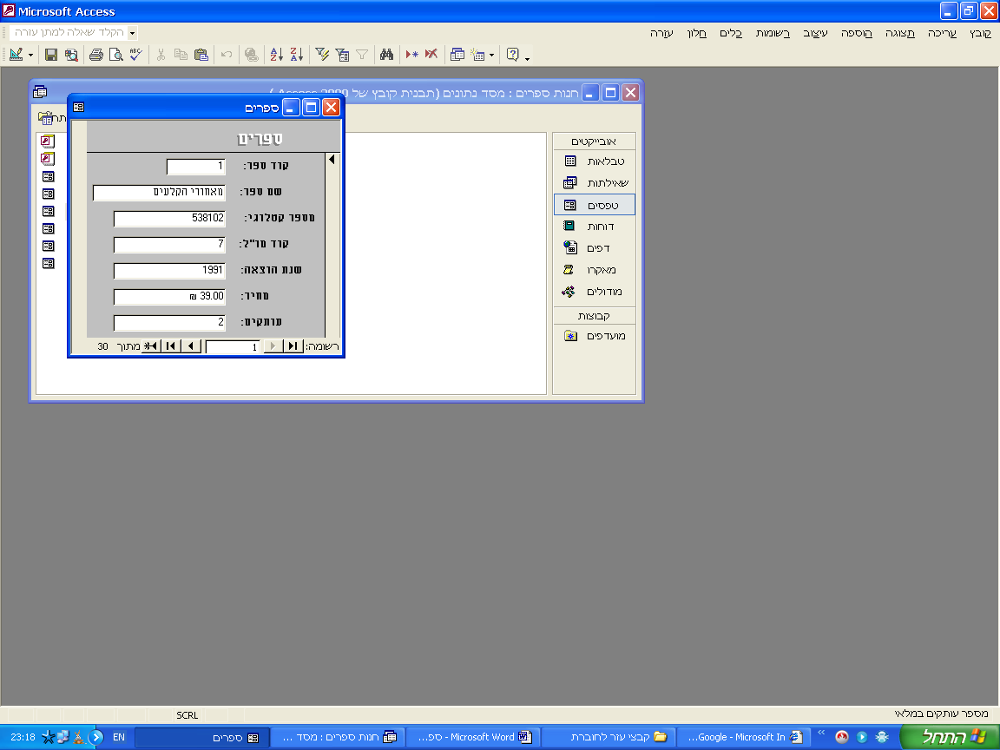 Microsoft Access
קובץ עריכה תצוגה הוספה עיצוב רשומות כלים חלון עזרה
הקלד שאלה למתן עזרה
חנות ספרים : מסד נתונים (תבנית קובץ של Access 2000)
אובייקטים
טבלאות
שאילתות
טפסים
דוחות
דפים
מאקרו
מודולים
קבוצות
מועדפים
ספרים
ספרים
קוד ספר: 1
שם ספר: מאחורי הקלעים
מספר קטלוגי: 538102
קוד מו"ל: 7
שנת הוצאה: 1991
מחיר: 39.00 ₪
עותקים: 2
רשומה: 1 מתוך 30
מספר עותקים במלאי
SCRL
התחל
Google - Microsoft In...
קבצי עזר לחוברת
ספ... - Microsoft Word
חנות ספרים : מסד ...
ספרים
EN
23:18